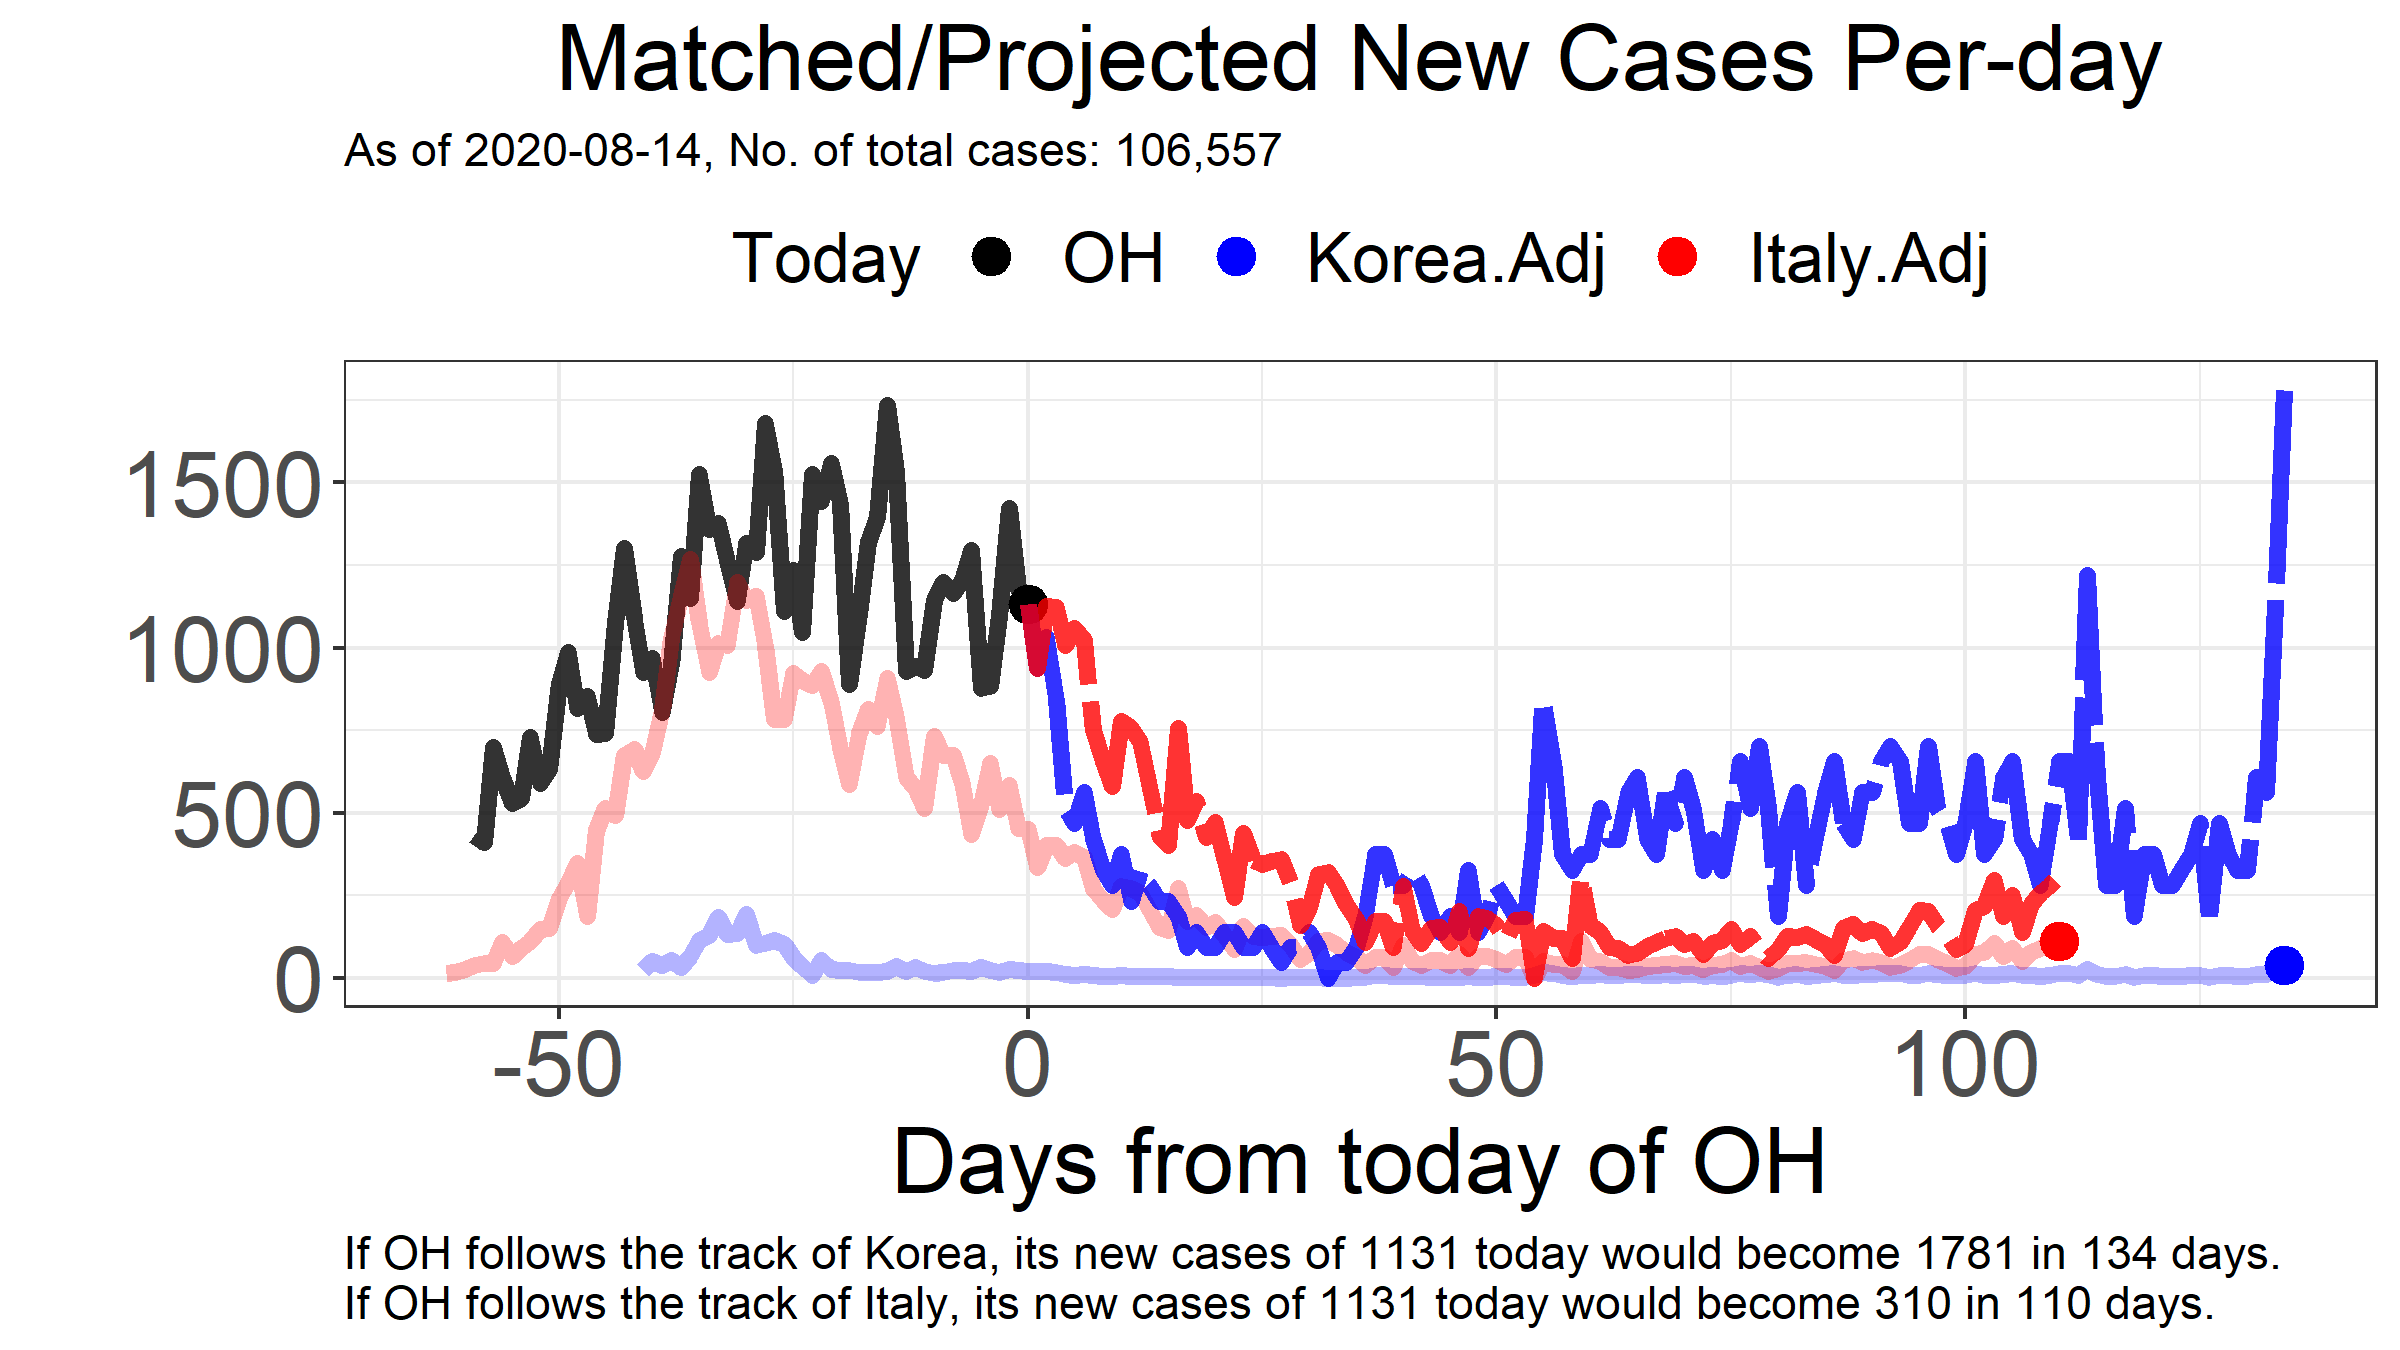 Matched/Projected New Cases Per-day
As of 2020-08-14, No. of total cases: 106,557
Today OH Korea.Adj Italy.Adj
1500
1000
500
0
-50 0 50 100
Days from today of OH
If OH follows the track of Korea, its new cases of 1131 today would become 1781 in 134 days.
If OH follows the track of Italy, its new cases of 1131 today would become 310 in 110 days.